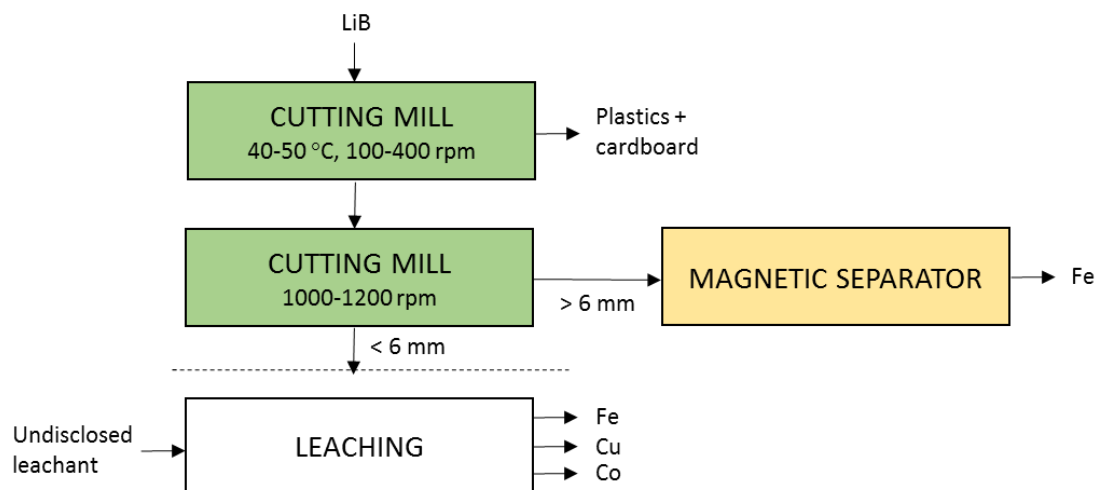 LiB
CUTTING MILL
40-50 °C, 100-400 rpm
Plastics +
cardboard
CUTTING MILL
1000-1200 rpm
> 6 mm
MAGNETIC SEPARATOR
Fe
< 6 mm
Undisclosed
leachant
LEACHING
Fe
Cu
Co